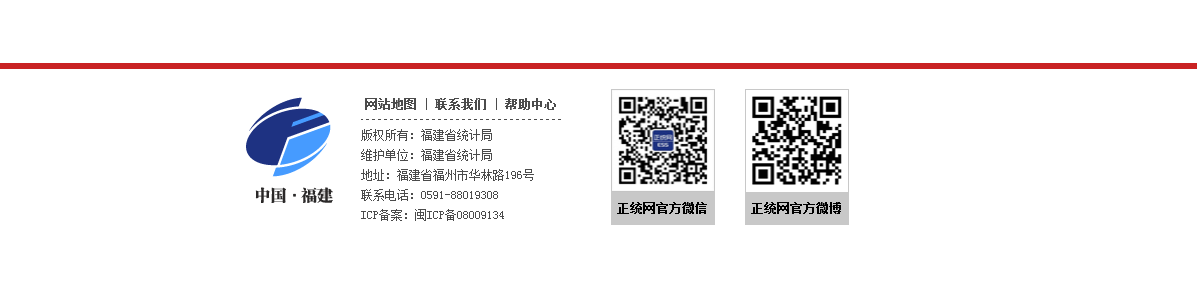 网站地图 | 联系我们 | 帮助中心
版权所有：福建省统计局
维护单位：福建省统计局
地址：福建省福州市华林路196号
联系电话：0591-88019308
ICP备案：闽ICP备08009134
中国·福建
正统网
ESS
正统网官方微信
正统网官方微博